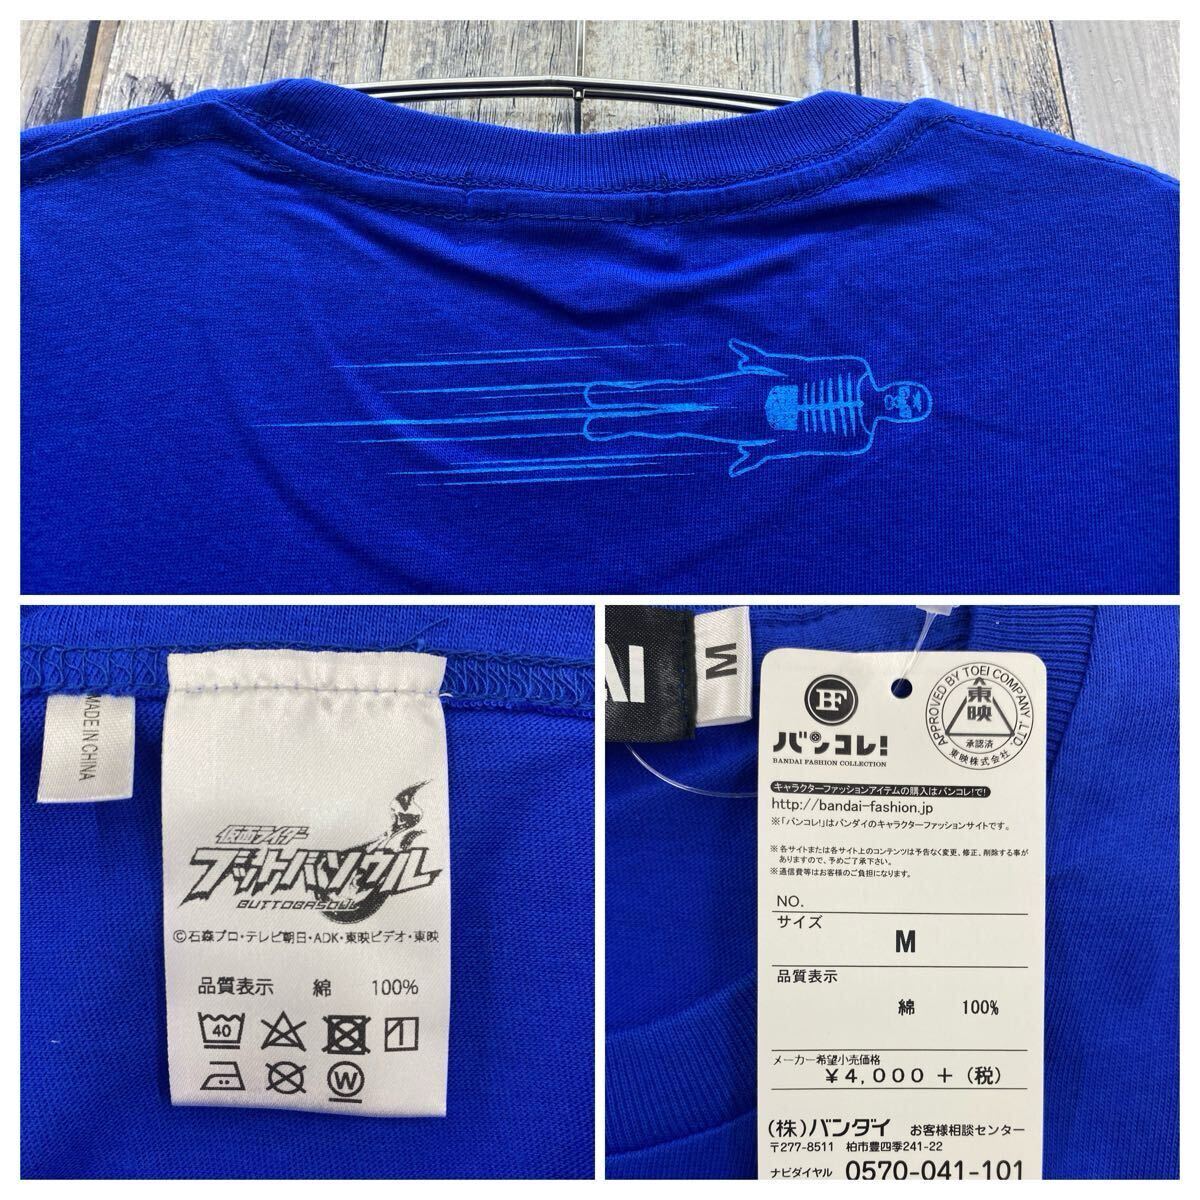 MADE IN CHINA
仮面ライダー
ブットバソウル
BUTTOBASOUL
©石森プロ・テレビ朝日・ADK・東映ビデオ・東映
品質表示 綿 100%
40
W
AI
M
BF
バンコレ!
BANDAI FASHION COLLECTION
APPROVED BY TOEI COMPANY, LTD.
東映
承認済
東映株式会社
キャラクターファッションアイテムの購入はバンコレ!で!
http://bandai-fashion.jp
※「バンコレ!」はバンダイのキャラクターファッションサイトです。
※各サイトまたは各サイト上のコンテンツは予告なく変更、修正、削除する事が
ありますので、予めご了承下さい。
※通信費等はお客様のご負担になります。
NO.
サイズ
M
品質表示
綿 100%
メーカー希望小売価格
¥4,000+(税)
(株)バンダイ お客様相談センター
〒277-8511 柏市豊四季241-22
ナビダイヤル 0570-041-101